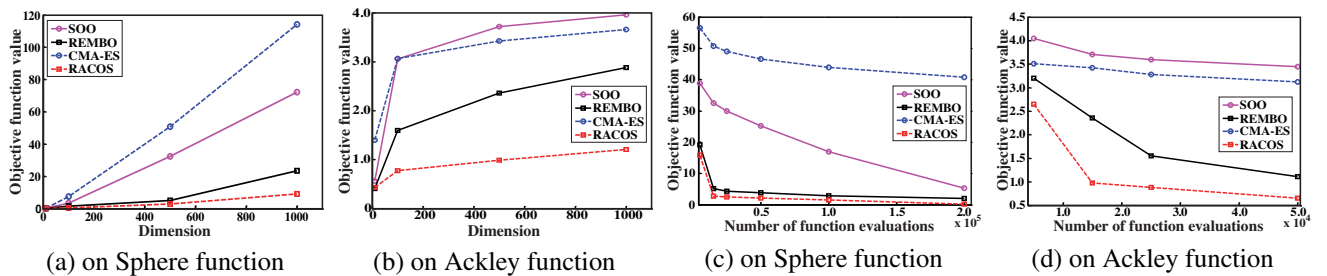 Objective function value
120
100
80
60
40
20
0
0
200
400
600
800
1000
Dimension
SOO
REMBO
CMA-ES
RACOS
(a) on Sphere function
Objective function value
4.0
3.0
2.0
1.0
0.0
0
200
400
600
800
1000
Dimension
SOO
REMBO
CMA-ES
RACOS
(b) on Ackley function
Objective function value
60
50
40
30
20
10
0
0.5
1.0
1.5
2.0
x 10⁵
Number of function evaluations
SOO
REMBO
CMA-ES
RACOS
(c) on Sphere function
Objective function value
4.5
4.0
3.5
3.0
2.5
2.0
1.5
1.0
0.5
1.0
2.0
3.0
4.0
5.0
x 10⁴
Number of function evaluations
SOO
REMBO
CMA-ES
RACOS
(d) on Ackley function